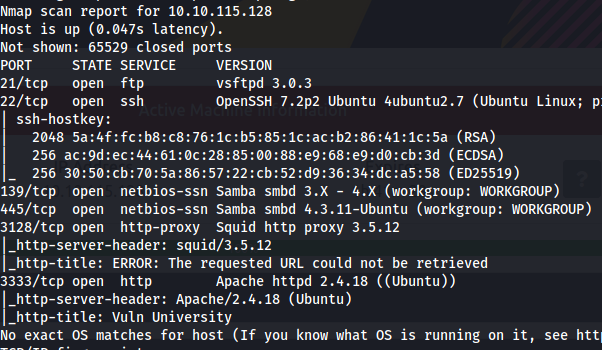 Nmap scan report for 10.10.115.128
Host is up (0.047s latency).
Not shown: 65529 closed ports
PORT     STATE SERVICE     VERSION
21/tcp   open  ftp         vsftpd 3.0.3
22/tcp   open  ssh         OpenSSH 7.2p2 Ubuntu 4ubuntu2.7 (Ubuntu Linux;
Active Machine Information
| ssh-hostkey:
|   2048 5a:4f:fc:b8:c8:76:1c:b5:85:1c:ac:b2:86:41:1c:5a (RSA)
|   256 ac:9d:ec:44:61:0c:28:85:00:88:e9:68:e9:d0:cb:3d (ECDSA)
|_  256 30:50:cb:70:5a:86:57:22:cb:52:d9:36:34:dc:a5:58 (ED25519)
139/tcp  open  netbios-ssn Samba smbd 3.X - 4.X (workgroup: WORKGROUP)
445/tcp  open  netbios-ssn Samba smbd 4.3.11-Ubuntu (workgroup: WORKGROUP)
3128/tcp open  http-proxy  Squid http proxy 3.5.12
|_http-server-header: squid/3.5.12
|_http-title: ERROR: The requested URL could not be retrieved
3333/tcp open  http        Apache httpd 2.4.18 ((Ubuntu))
|_http-server-header: Apache/2.4.18 (Ubuntu)
|_http-title: Vuln University
No exact OS matches for host (If you know what OS is running on it, see